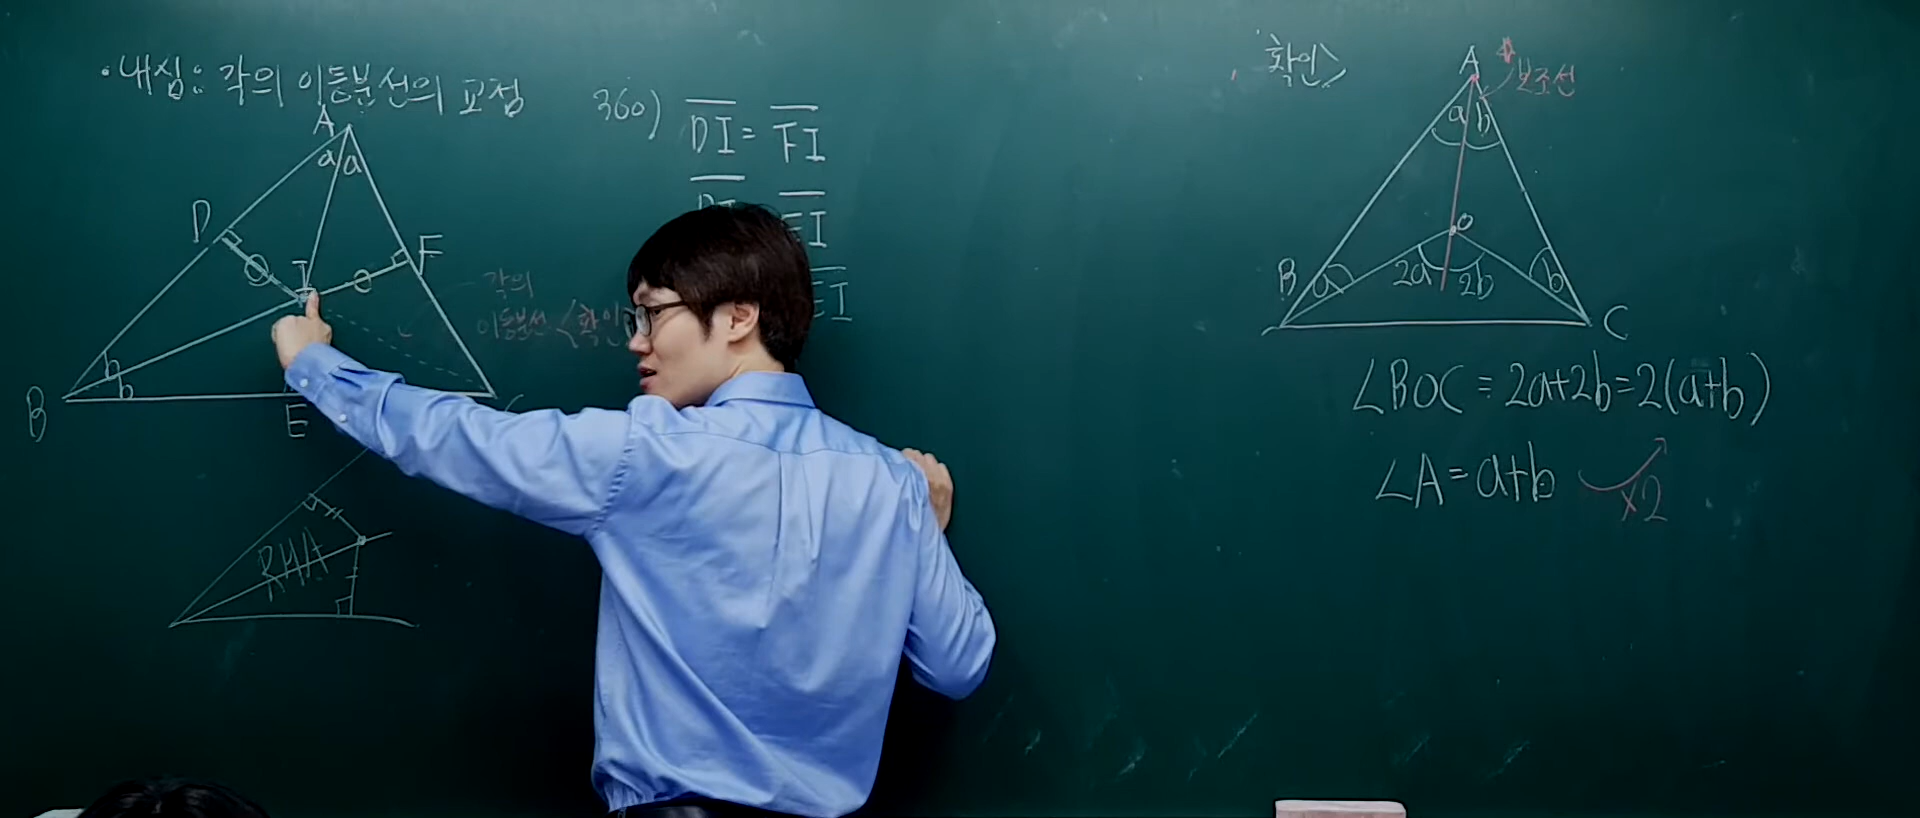 ·내심: 각의 이등분선의 교점
A
a a
D
F
I
b
b
B
E
RHA
360) DI = FI
EI
EI
각의
이등분선 <확인
확인>
A
보조선
a b
O
B
a
2a 2b
b
C
∠BOC = 2a+2b=2(a+b)
∠A = a+b
×2